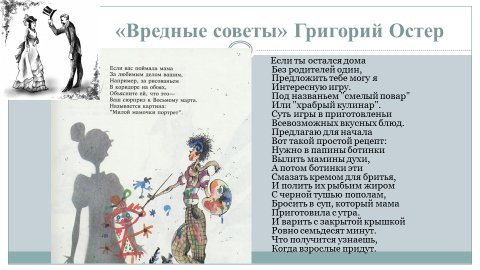 «Вредные советы» Григорий Остер
Если вас поймала мама
За любимым делом вашим,
Например, за рисованьем
В коридоре на обоях,
Объясните ей, что это—
Ваш сюрприз к Восьмому марта.
Называется картина:
"Милой мамочки портрет".
Если ты остался дома
Без родителей один,
Предложить тебе могу я
Интересную игру.
Под названьем "смелый повар"
Или "храбрый кулинар".
Суть игры в приготовленьи
Всевозможных вкусных блюд.
Предлагаю для начала
Вот такой простой рецепт:
Нужно в папины ботинки
Вылить мамины духи,
А потом ботинки эти
Смазать кремом для бритья,
И полить их рыбьим жиром
С черной тушью пополам,
Бросить в суп, который мама
Приготовила с утра.
И варить с закрытой крышкой
Ровно семьдесят минут.
Что получится узнаешь,
Когда взрослые придут.